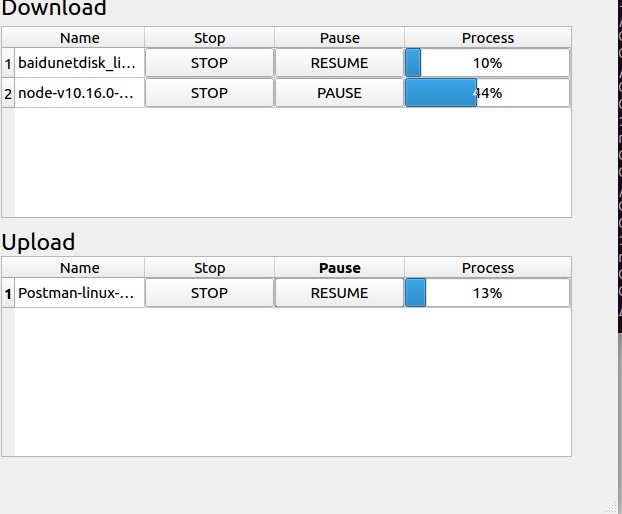 Download
Name Stop Pause Process
1 baidunetdisk_li... STOP RESUME 10%
2 node-v10.16.0-... STOP PAUSE 44%
Upload
Name Stop Pause Process
1 Postman-linux-... STOP RESUME 13%